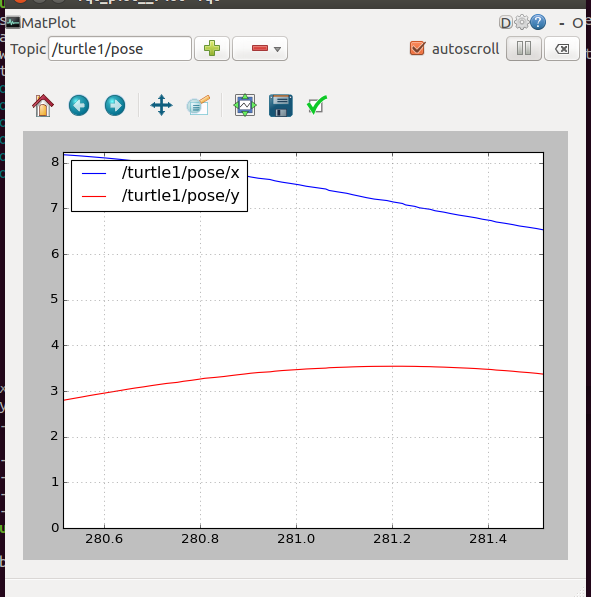 MatPlot
D
?
- O
Topic /turtle1/pose
autoscroll
/turtle1/pose/x
/turtle1/pose/y
8
7
6
5
4
3
2
1
0
280.6 280.8 281.0 281.2 281.4